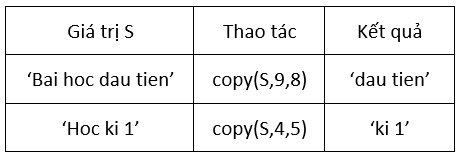 Giá trị S Thao tác Kết quả
‘Bai hoc dau tien’ copy(S,9,8) ‘dau tien’
‘Hoc ki 1’ copy(S,4,5) ‘ki 1’